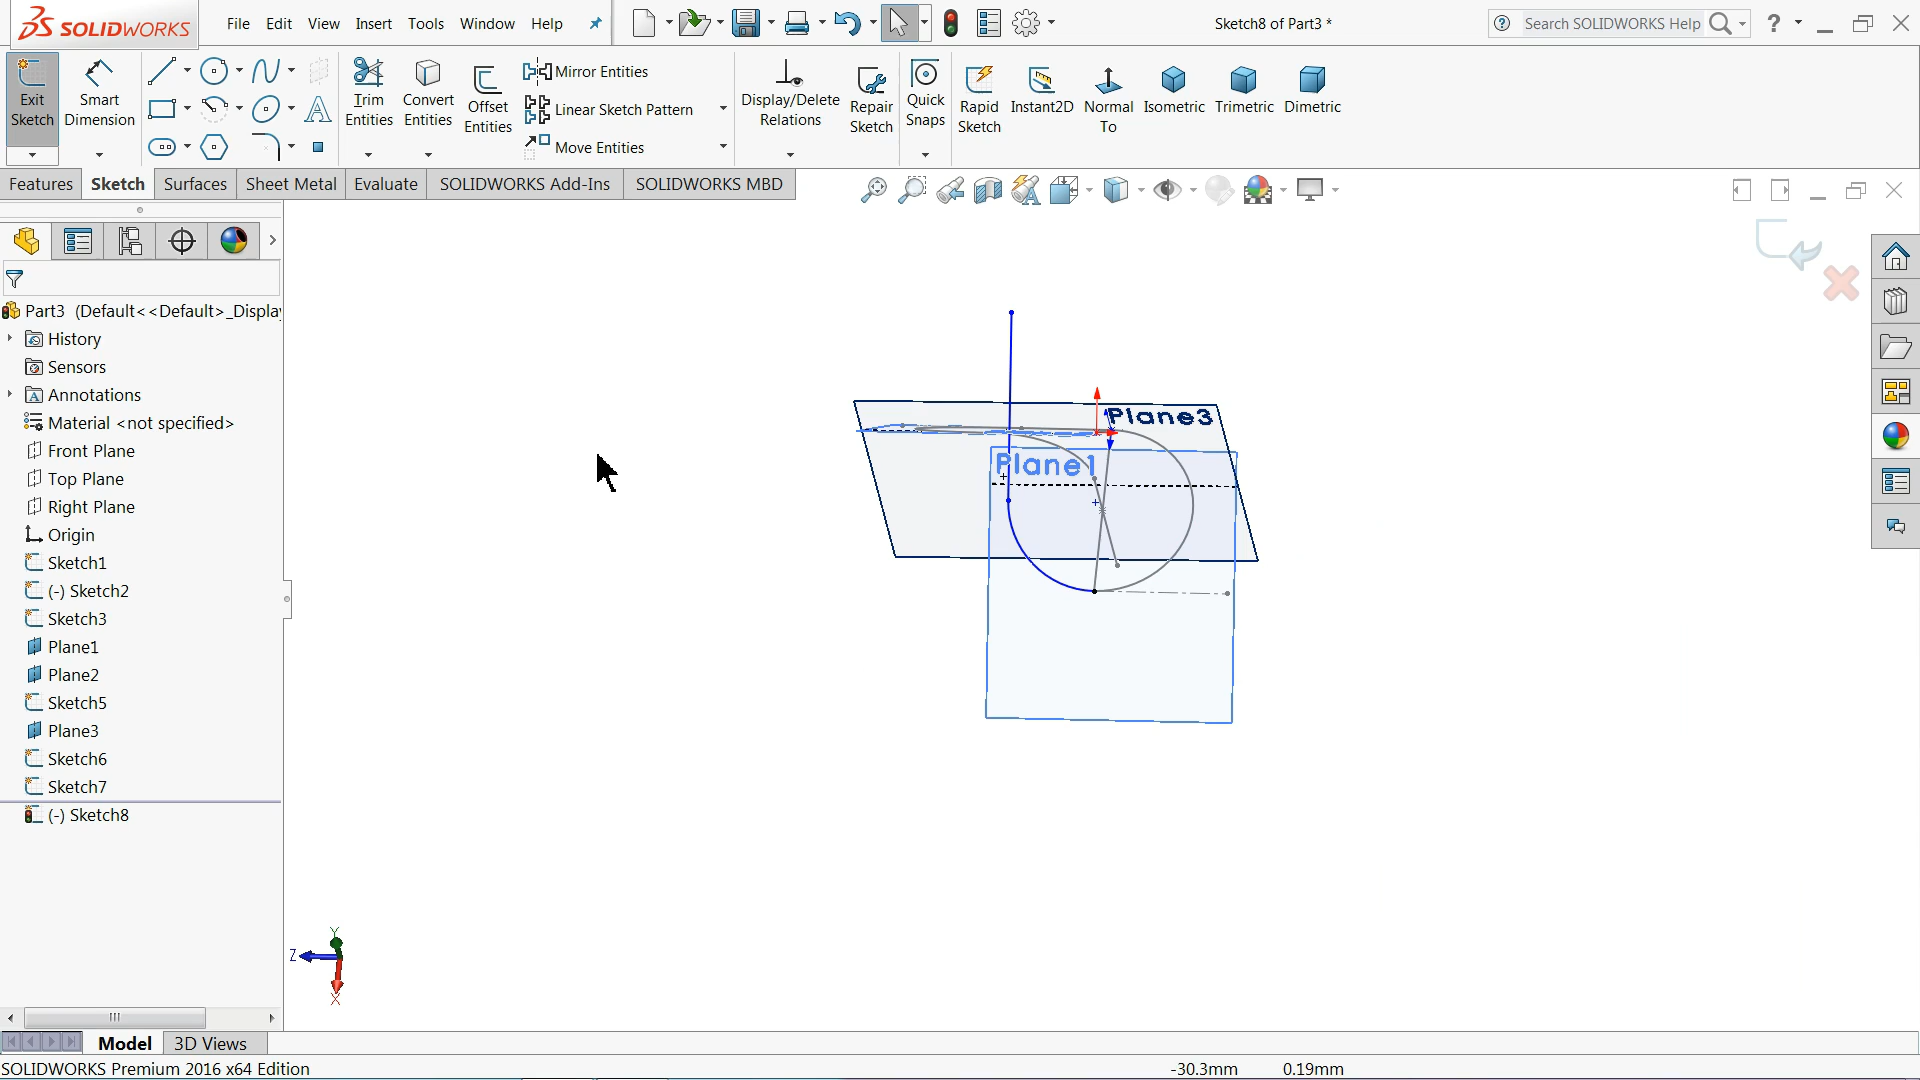 SOLIDWORKS File Edit View Insert Tools Window Help Sketch8 of Part3 * Search SOLIDWORKS Help ?
Exit Sketch
Smart Dimension
Trim Entities
Convert Entities
Offset Entities
Mirror Entities
Linear Sketch Pattern
Move Entities
Display/Delete Relations
Repair Sketch
Quick Snaps
Rapid Sketch
Instant2D
Normal To
Isometric
Trimetric
Dimetric
Features Sketch Surfaces Sheet Metal Evaluate SOLIDWORKS Add-Ins SOLIDWORKS MBD
Part3 (Default<<Default>_Displa
History
Sensors
Annotations
Material <not specified>
Front Plane
Top Plane
Right Plane
Origin
Sketch1
(-) Sketch2
Sketch3
Plane1
Plane2
Sketch5
Plane3
Sketch6
Sketch7
(-) Sketch8
Plane3
Plane1
Y
Z
X
Model 3D Views
SOLIDWORKS Premium 2016 x64 Edition -30.3mm 0.19mm